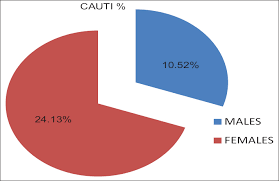 CAUTI %
10.52%
24.13%
MALES
FEMALES